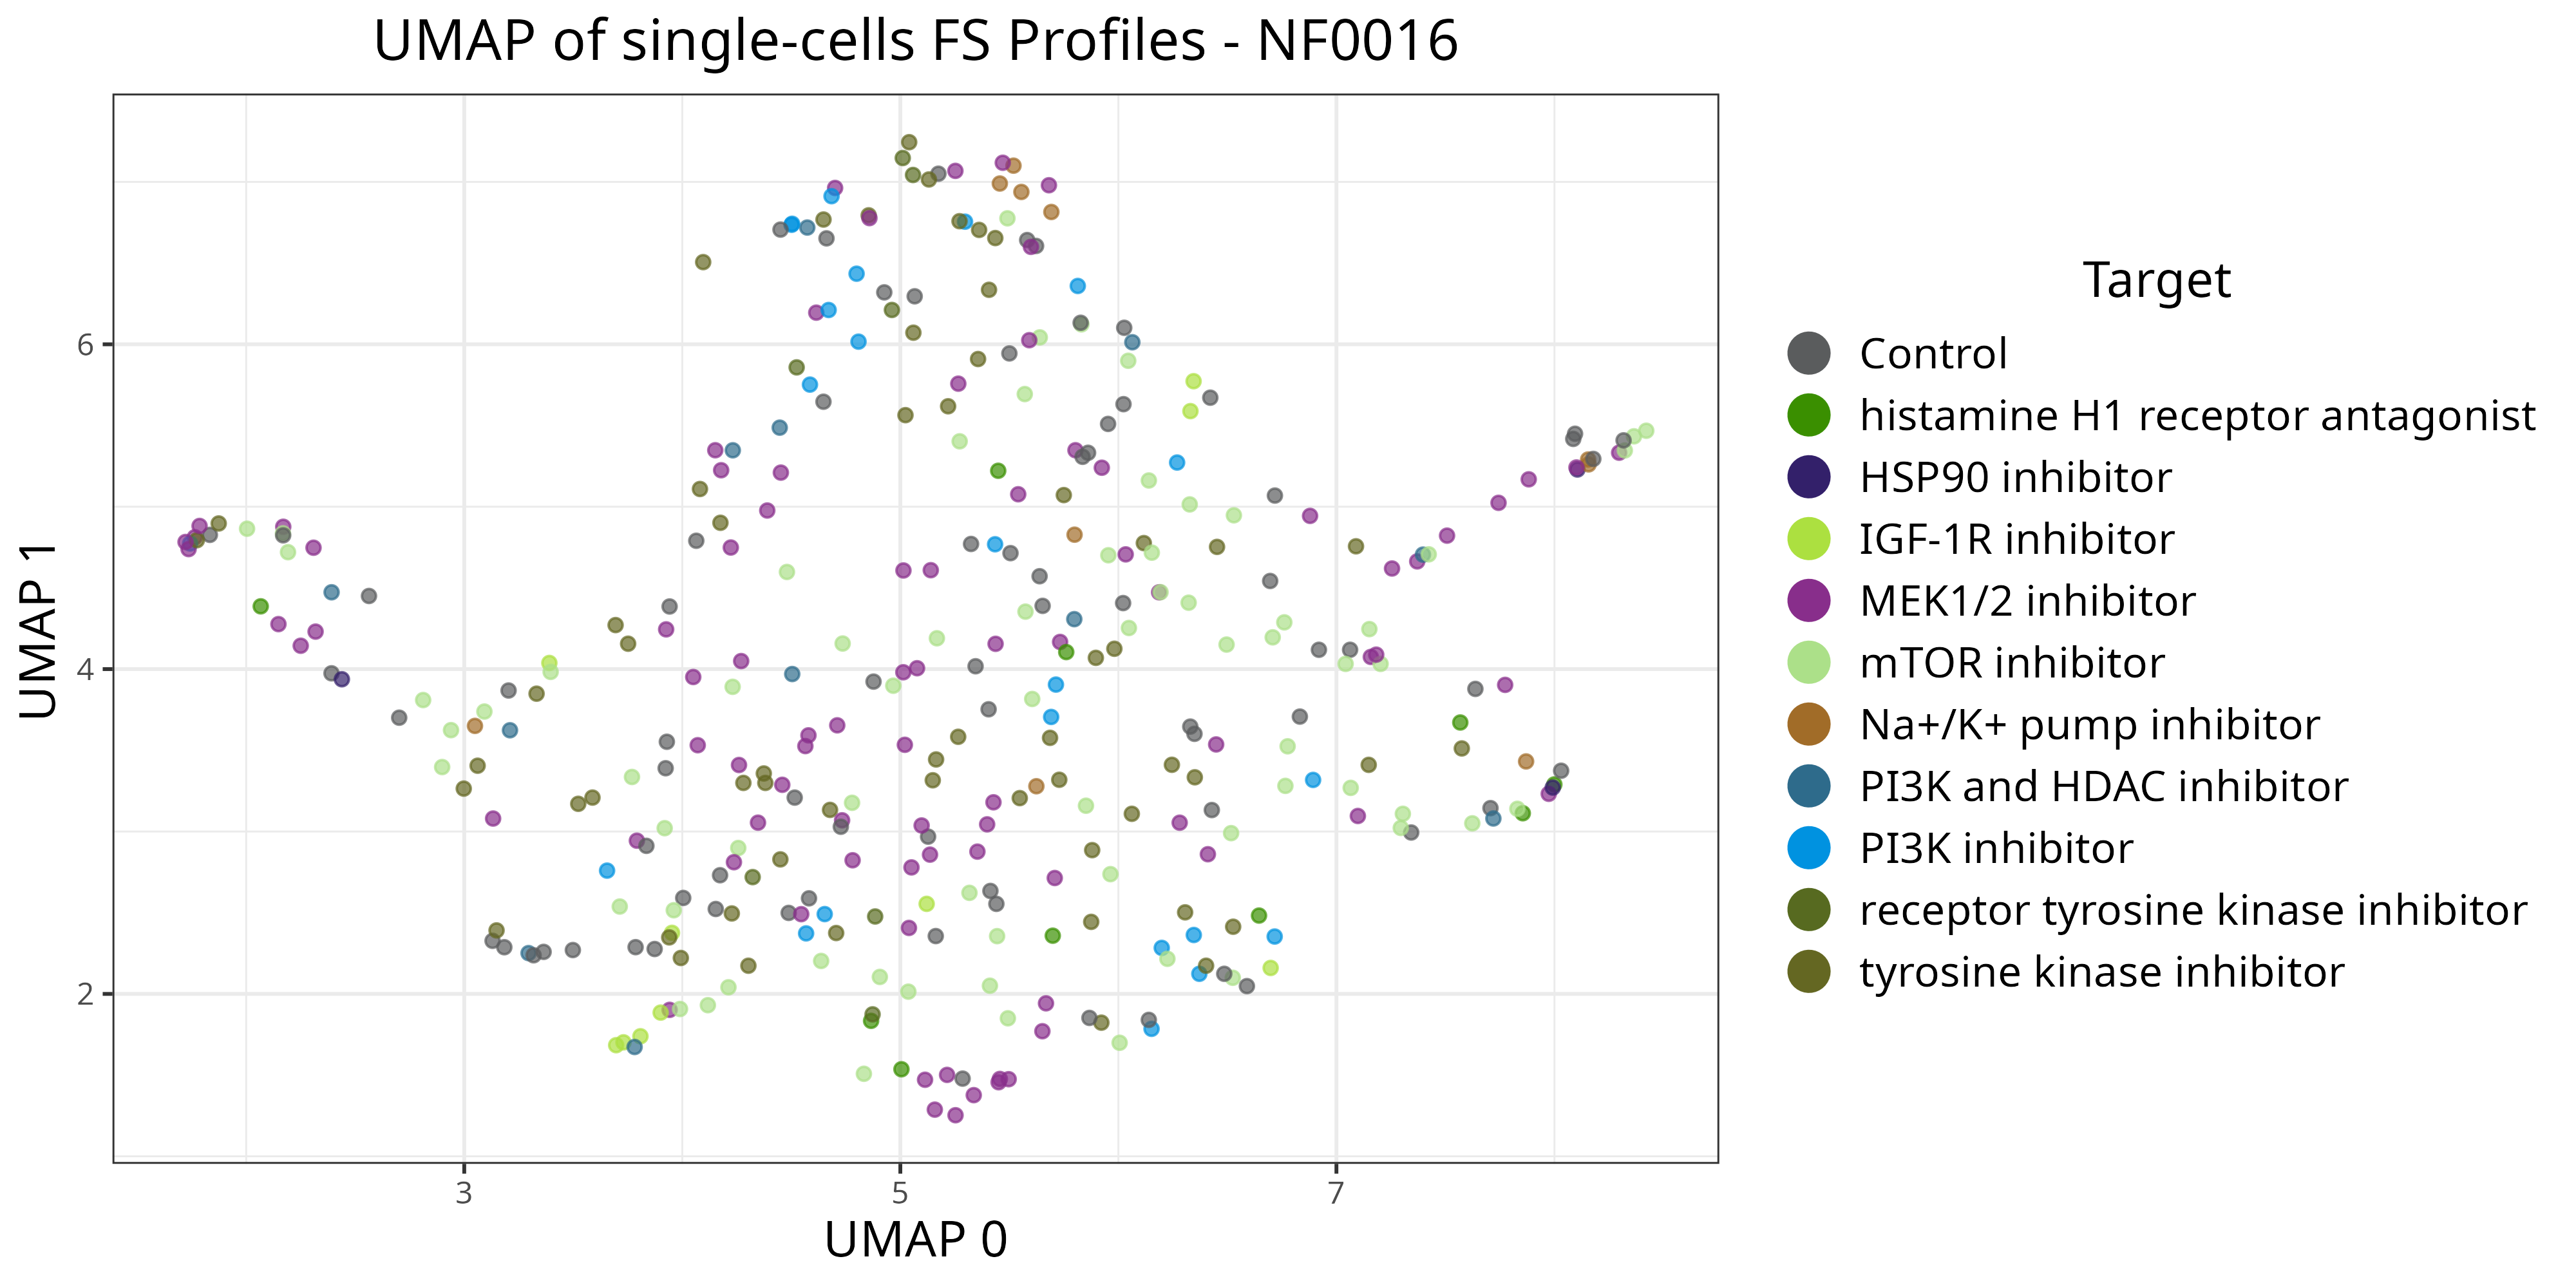 UMAP of single-cells FS Profiles - NF0016
UMAP 1
6
4
2
3
5
7
UMAP 0
Target
Control
histamine H1 receptor antagonist
HSP90 inhibitor
IGF-1R inhibitor
MEK1/2 inhibitor
mTOR inhibitor
Na+/K+ pump inhibitor
PI3K and HDAC inhibitor
PI3K inhibitor
receptor tyrosine kinase inhibitor
tyrosine kinase inhibitor